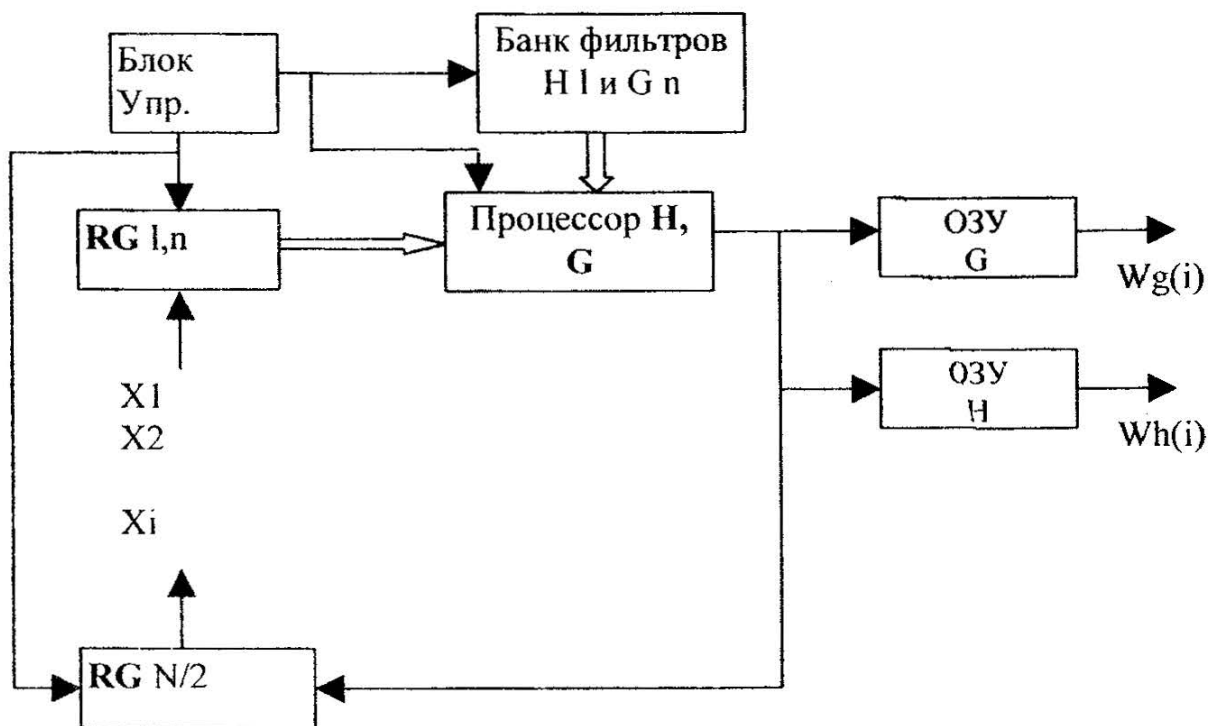 Блок
Упр.
Банк фильтров
H l и G n
RG l,n
Процессор H,
G
ОЗУ
G
Wg(i)
X1
X2
Xi
ОЗУ
H
Wh(i)
RG N/2